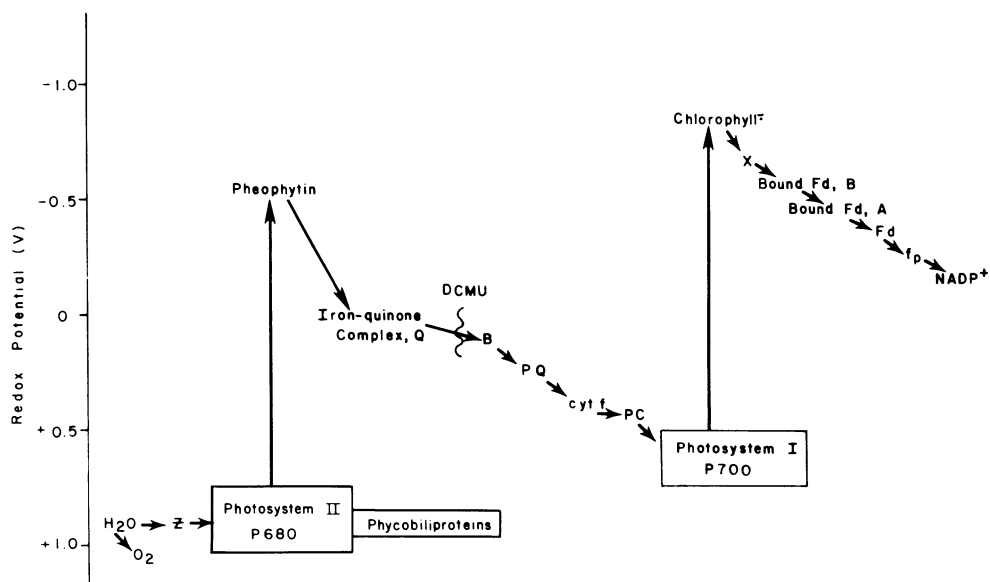 Redox Potential (V)
-1.0
-0.5
0
+0.5
+1.0
H2O
O2
Z
Photosystem II
P680
Phycobiliproteins
Pheophytin
Iron-quinone
Complex, Q
DCMU
B
PQ
cyt f
PC
Photosystem I
P700
Chlorophyll-
X
Bound Fd, B
Bound Fd, A
Fd
fp
NADP+